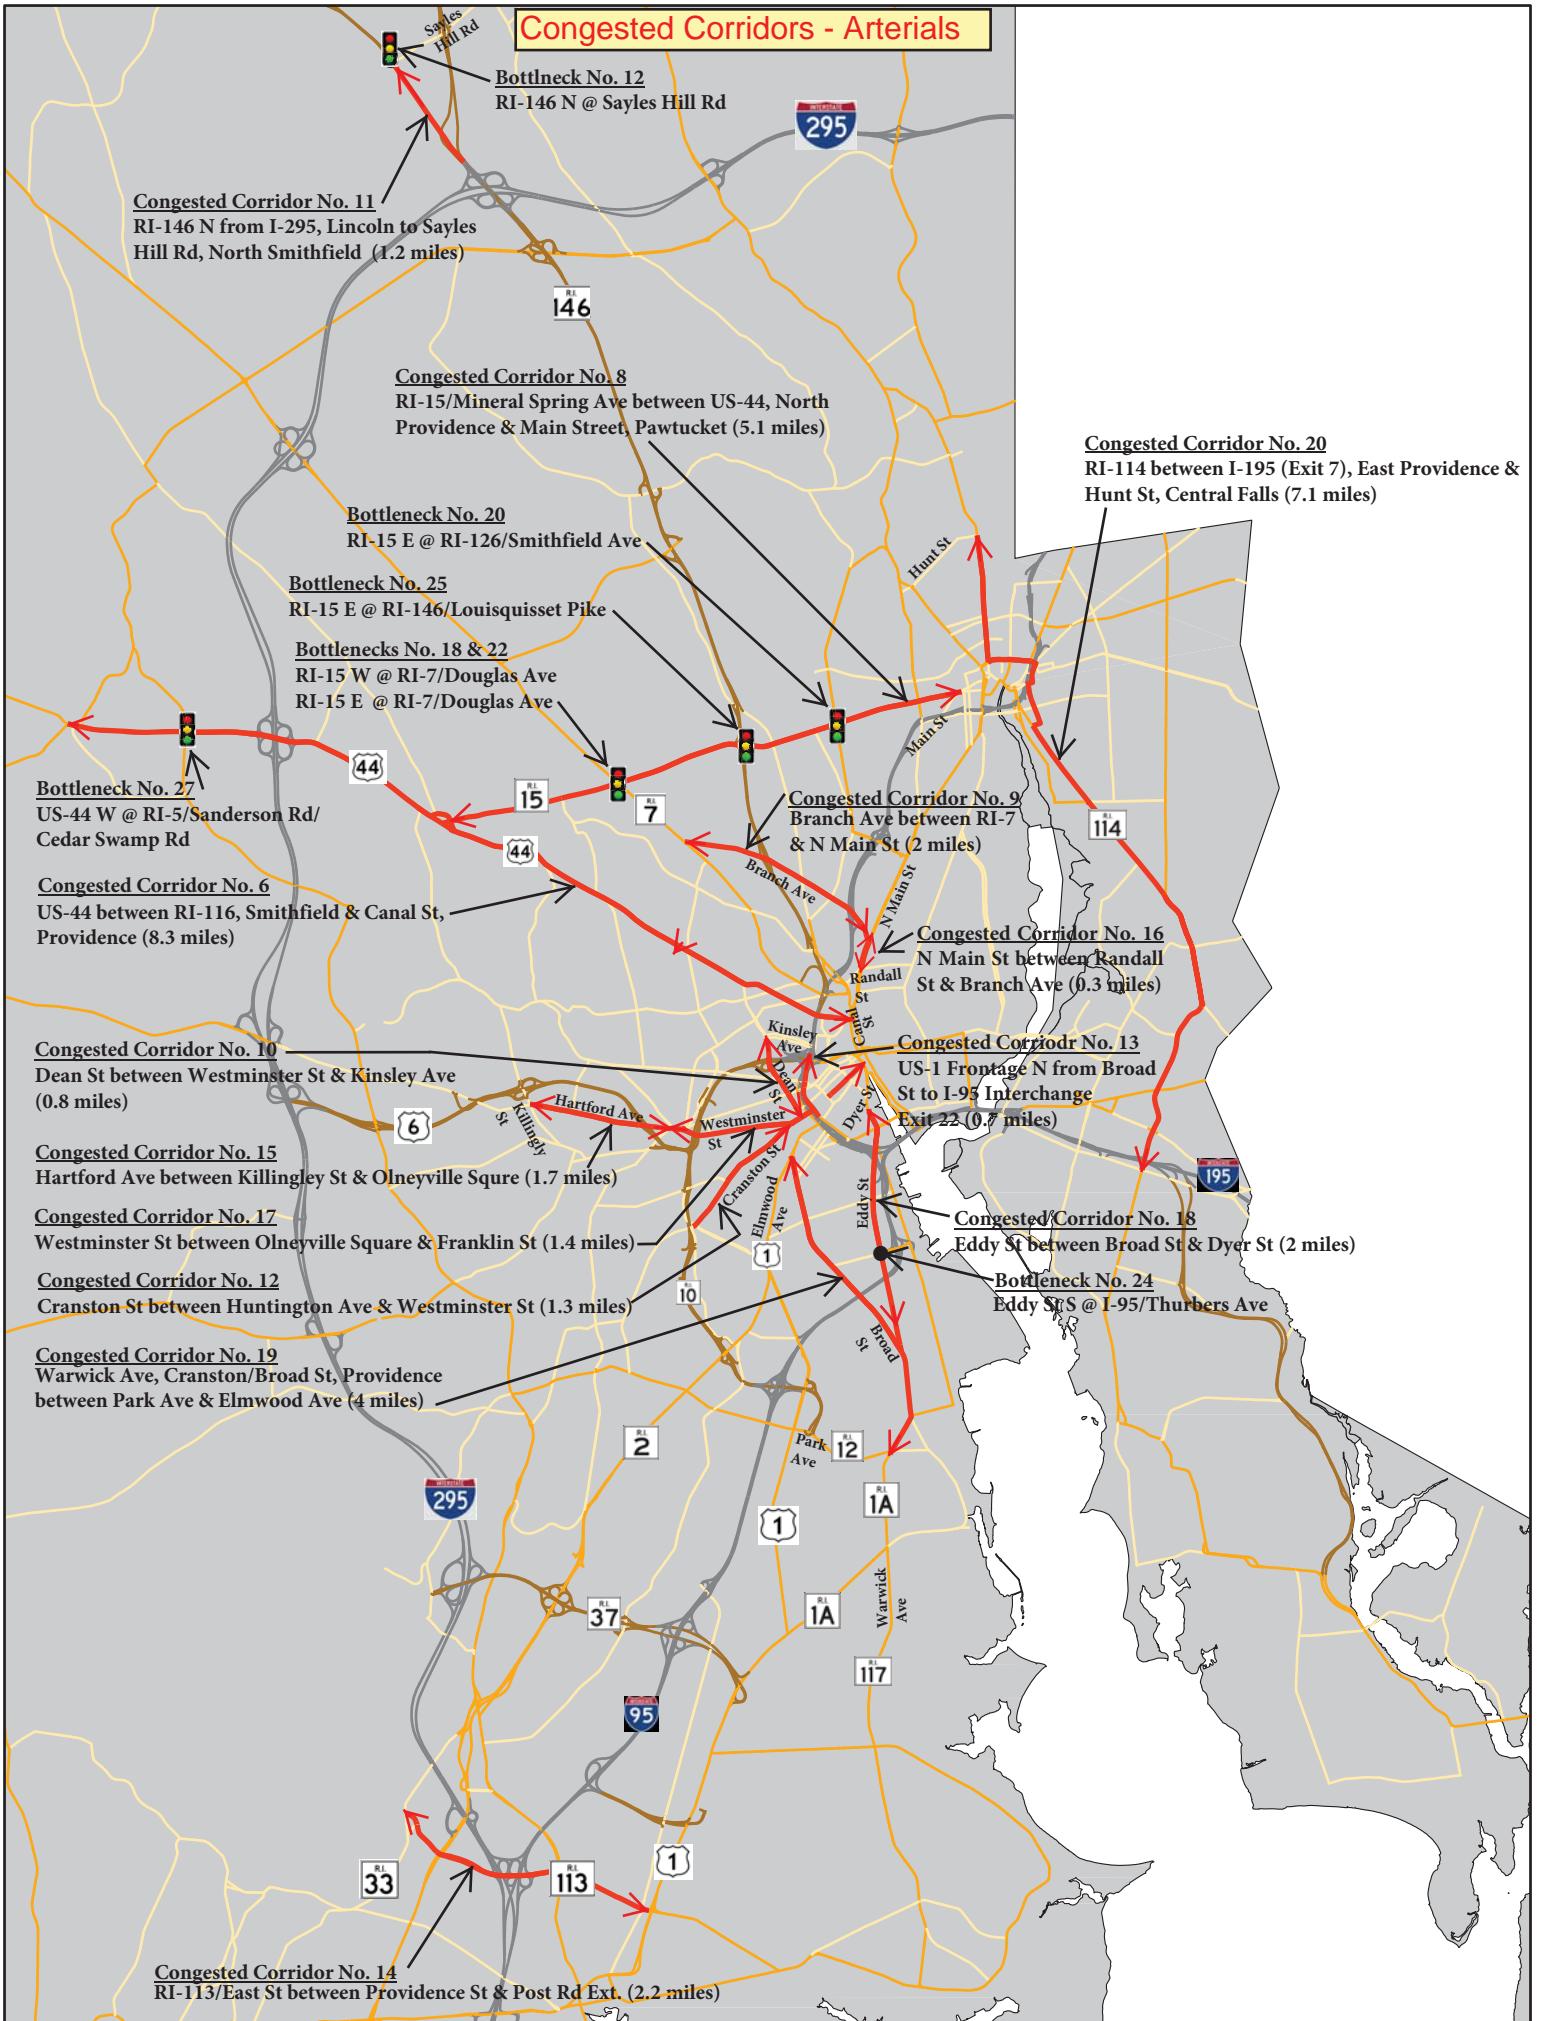 Congested Corridors - Arterials
Sayles
Hill Rd
Bottlneck No. 12
RI-146 N @ Sayles Hill Rd
INTERSTATE
295
Congested Corridor No. 11
RI-146 N from I-295, Lincoln to Sayles
Hill Rd, North Smithfield (1.2 miles)
R.I.
146
Congested Corridor No. 8
RI-15/Mineral Spring Ave between US-44, North
Providence & Main Street, Pawtucket (5.1 miles)
Congested Corridor No. 20
RI-114 between I-195 (Exit 7), East Providence &
Hunt St, Central Falls (7.1 miles)
Bottleneck No. 20
RI-15 E @ RI-126/Smithfield Ave
Hunt St
Bottleneck No. 25
RI-15 E @ RI-146/Louisquisset Pike
Bottlenecks No. 18 & 22
RI-15 W @ RI-7/Douglas Ave
RI-15 E @ RI-7/Douglas Ave
Main St
44
R.I.
15
R.I.
7
Bottleneck No. 27
US-44 W @ RI-5/Sanderson Rd/
Cedar Swamp Rd
Congested Corridor No. 9
Branch Ave between RI-7
& N Main St (2 miles)
R.I.
114
44
Branch Ave
N Main St
Congested Corridor No. 6
US-44 between RI-116, Smithfield & Canal St,
Providence (8.3 miles)
Congested Corridor No. 16
N Main St between Randall
St & Branch Ave (0.3 miles)
Randall
St
Canal
St
Kinsley
Ave
Congested Corriodr No. 13
US-1 Frontage N from Broad
St to I-95 Interchange
Exit 22 (0.7 miles)
Congested Corridor No. 10
Dean St between Westminster St & Kinsley Ave
(0.8 miles)
Dean
St
Dyer St
Hartford Ave
Killingly
St
Westminster
St
6
Congested Corridor No. 15
Hartford Ave between Killingley St & Olneyville Squre (1.7 miles)
Cranston St
INTERSTATE
195
Elmwood
Ave
Eddy St
Congested Corridor No. 17
Westminster St between Olneyville Square & Franklin St (1.4 miles)
Congested Corridor No. 18
Eddy St between Broad St & Dyer St (2 miles)
1
Congested Corridor No. 12
Cranston St between Huntington Ave & Westminster St (1.3 miles)
R.I.
10
Bottleneck No. 24
Eddy St S @ I-95/Thurbers Ave
Broad
St
Congested Corridor No. 19
Warwick Ave, Cranston/Broad St, Providence
between Park Ave & Elmwood Ave (4 miles)
R.I.
2
Park
Ave
R.I.
12
INTERSTATE
295
R.I.
1A
1
Warwick
Ave
R.I.
37
R.I.
1A
R.I.
117
INTERSTATE
95
R.I.
33
R.I.
113
1
Congested Corridor No. 14
RI-113/East St between Providence St & Post Rd Ext. (2.2 miles)